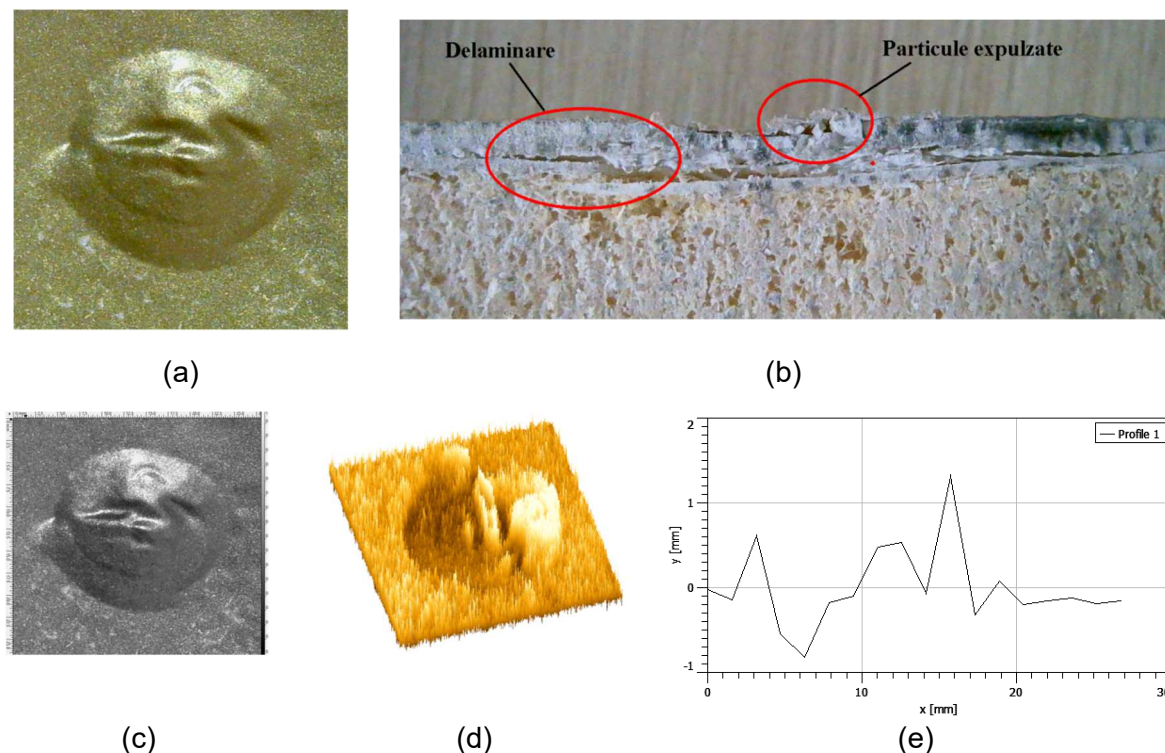 Delaminare
Particule expulzate
(a)
(b)
2
Profile 1
1
y [mm]
0
-1
0
10
20
30
x [mm]
(c)
(d)
(e)